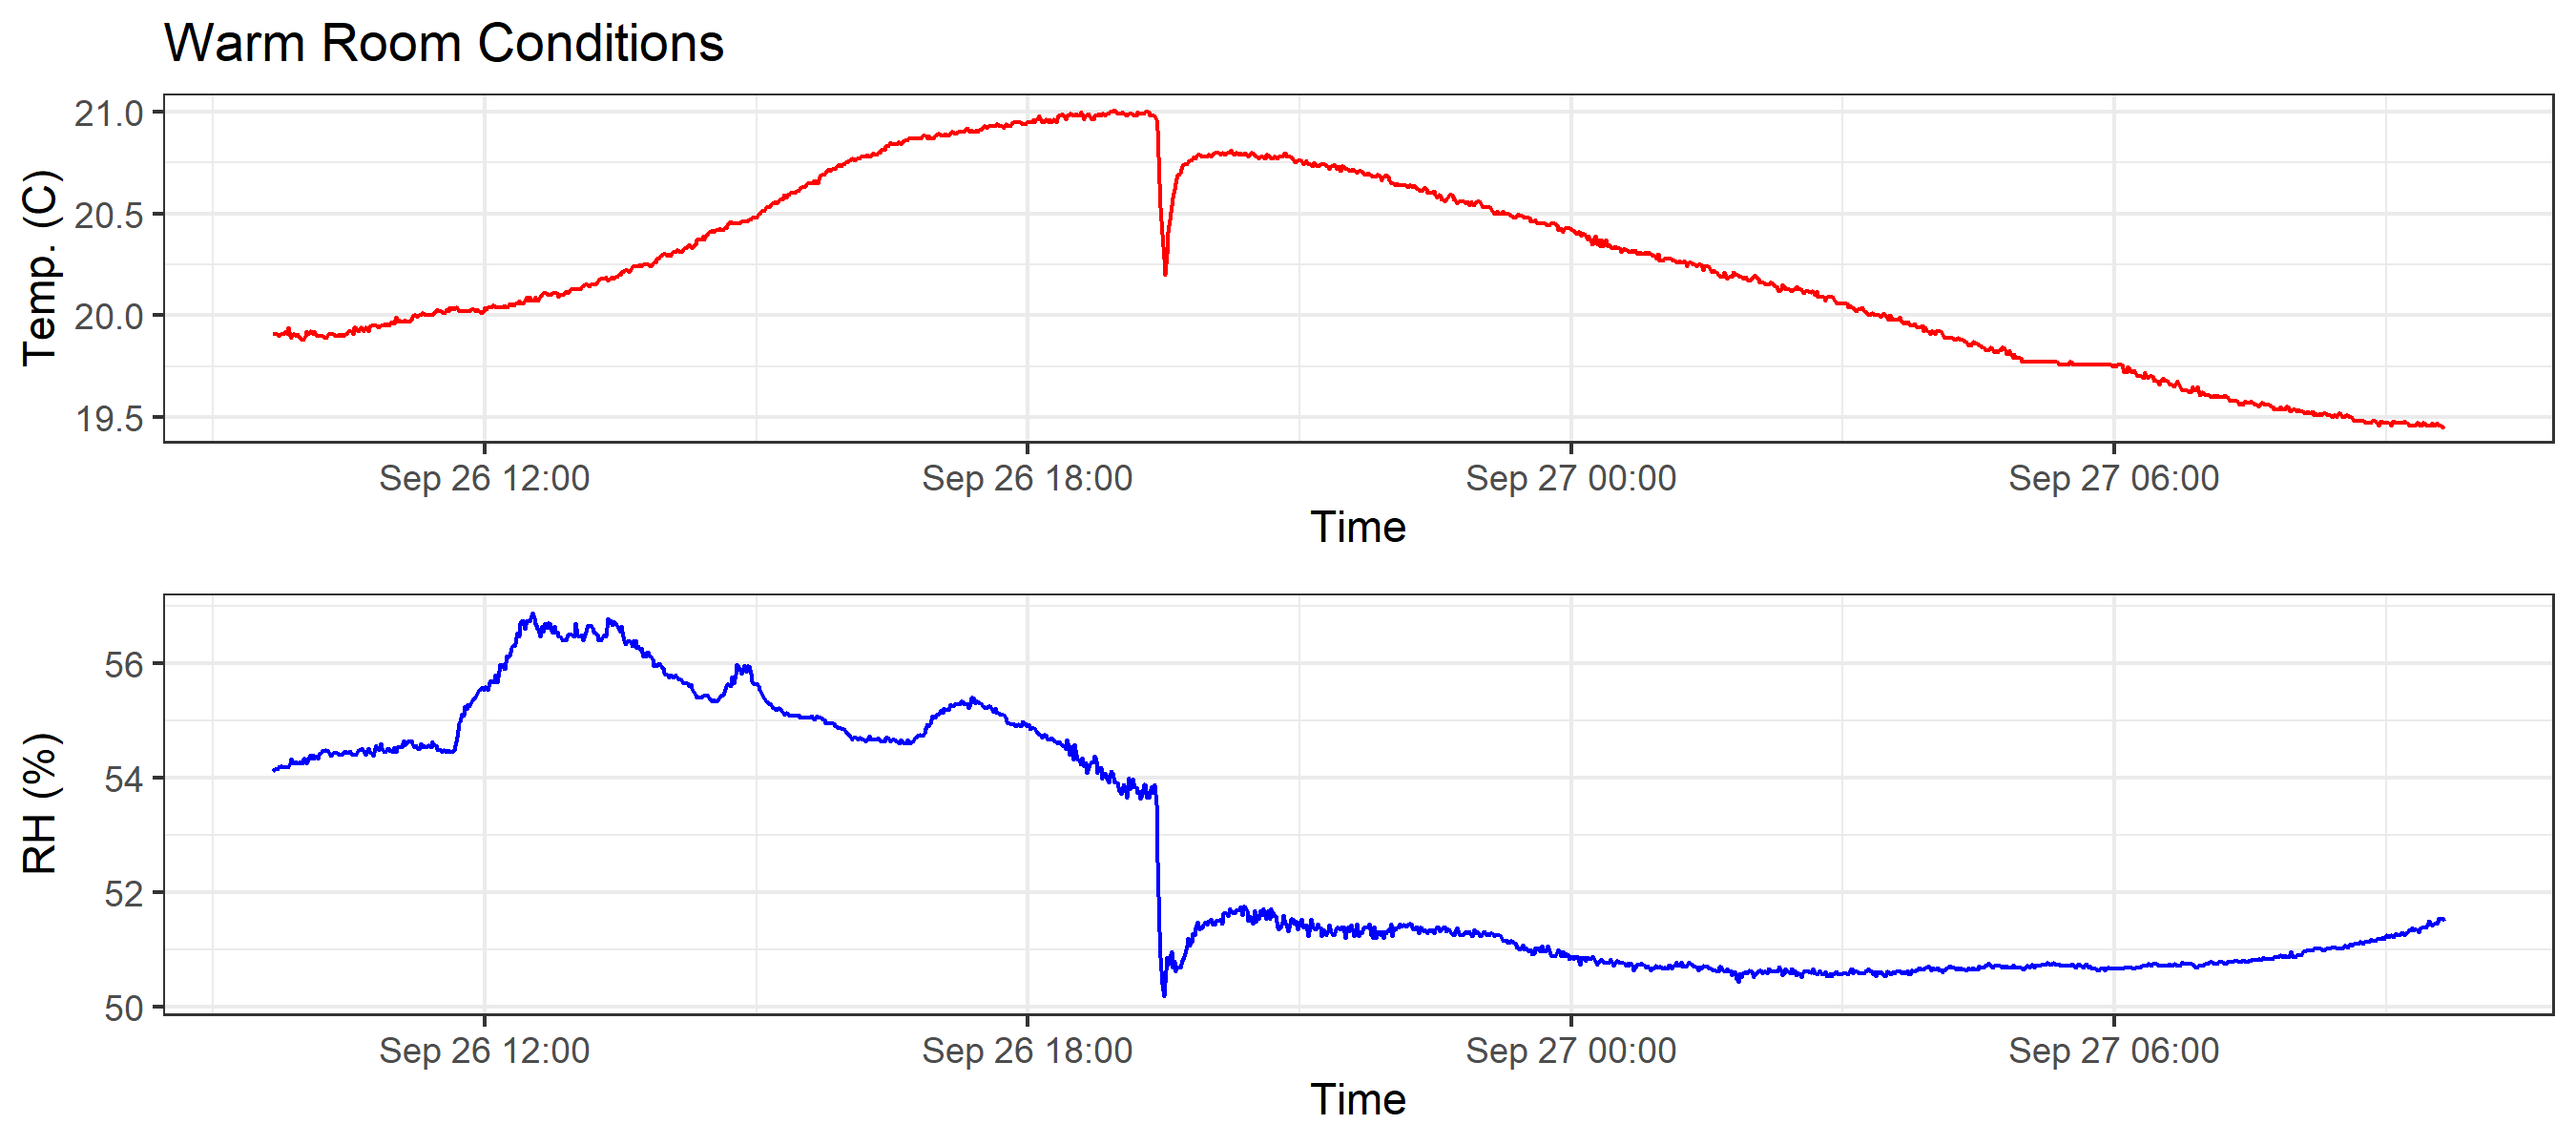 Warm Room Conditions
Temp. (C)
21.0
20.5
20.0
19.5
Sep 26 12:00 Sep 26 18:00 Sep 27 00:00 Sep 27 06:00
Time
RH (%)
56
54
52
50
Sep 26 12:00 Sep 26 18:00 Sep 27 00:00 Sep 27 06:00
Time